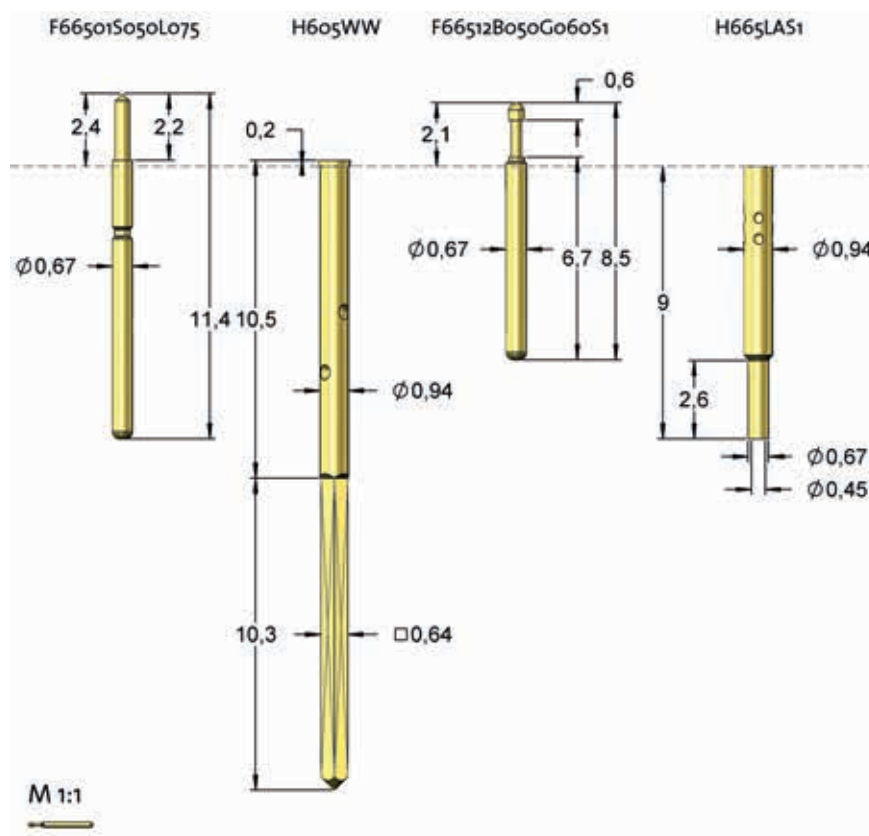 F66501S050L075 H605WW F66512B050G060S1 H665LAS1
0,6
2,4 2,2 0,2 2,1
Ø0,67 Ø0,67 6,7 8,5 Ø0,94
11,4 10,5 9
Ø0,94 2,6
Ø0,67
Ø0,45
10,3 □0,64
M 1:1